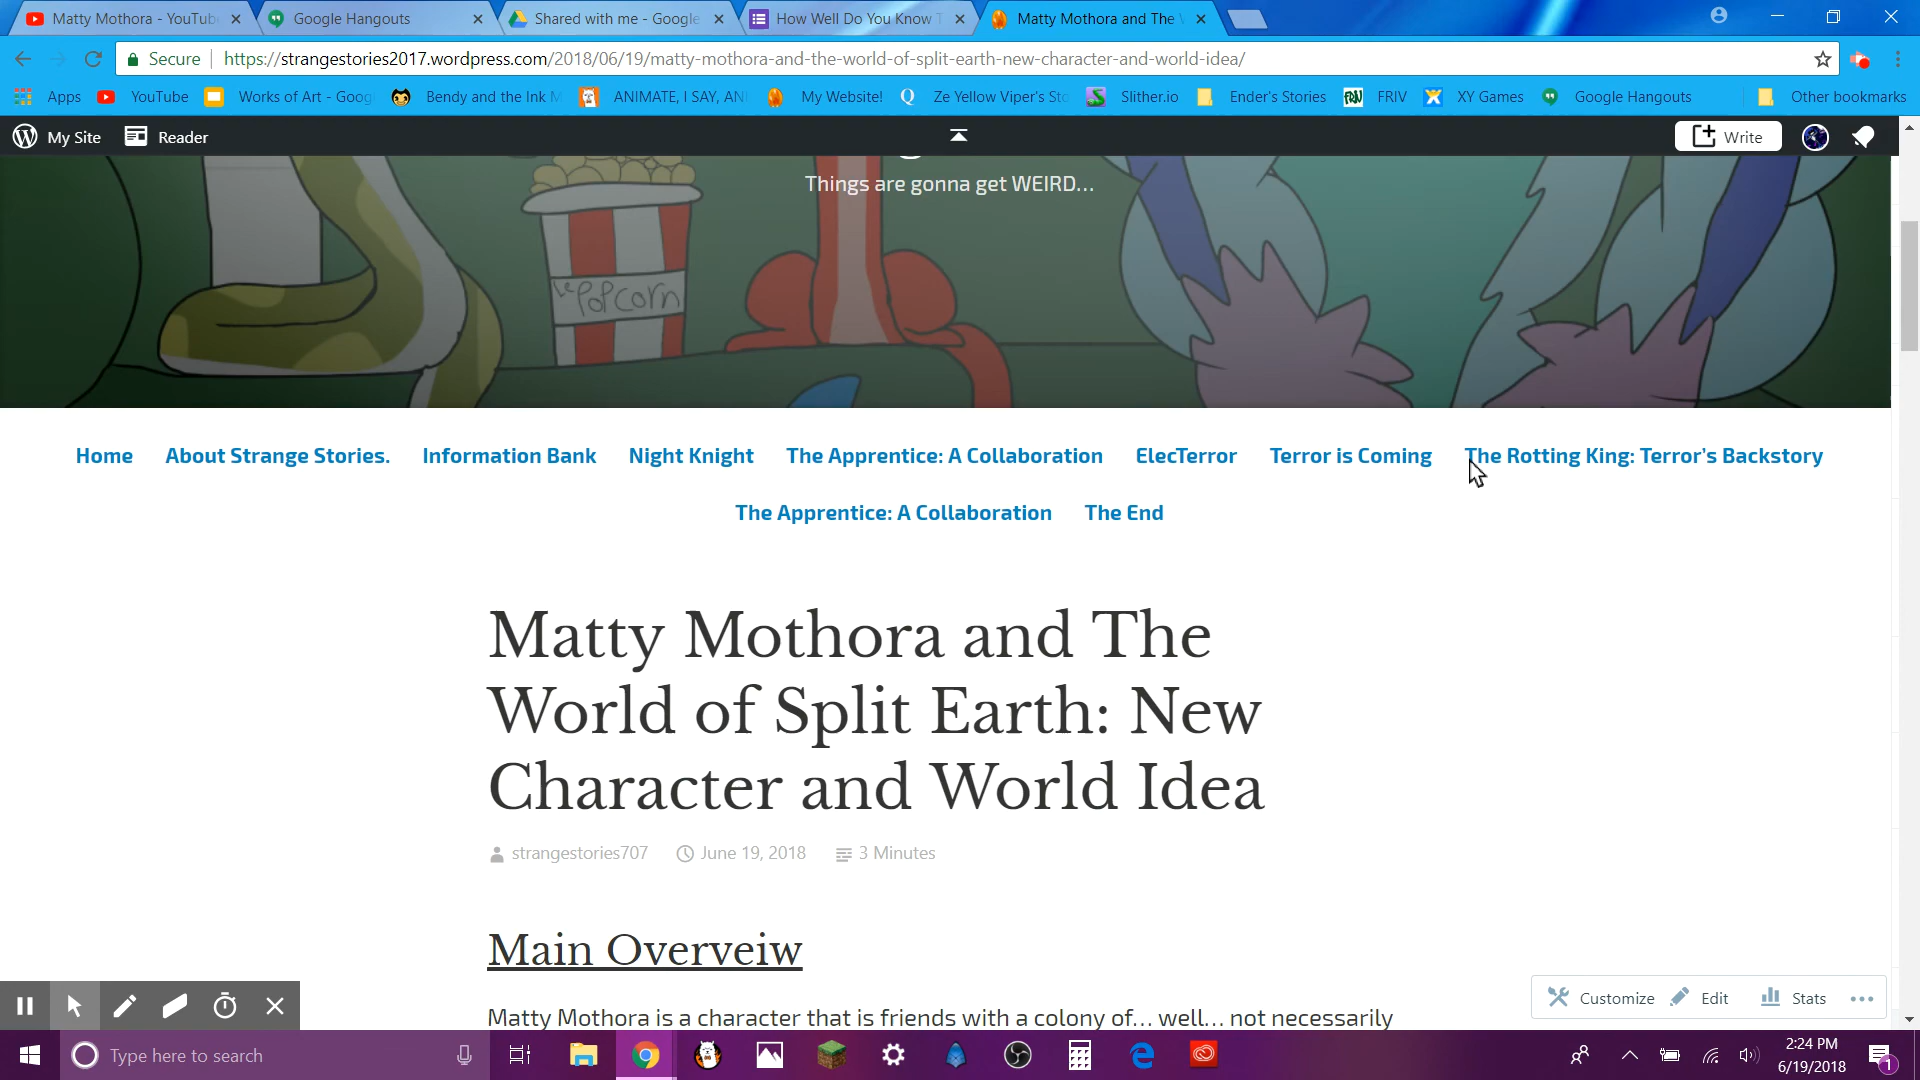 Matty Mothora - YouTub
Google Hangouts
Shared with me - Google
How Well Do You Know T
Matty Mothora and The
Secure
https://strangestories2017.wordpress.com/2018/06/19/matty-mothora-and-the-world-of-split-earth-new-character-and-world-idea/
Apps YouTube Works of Art - Goog Bendy and the Ink M ANIMATE, I SAY, AN My Website! Ze Yellow Viper's Sto Slither.io Ender's Stories FRIV XY Games Google Hangouts Other bookmarks
My Site Reader Write
Things are gonna get WEIRD...
POPCORN
Home About Strange Stories. Information Bank Night Knight The Apprentice: A Collaboration ElecTerror Terror is Coming The Rotting King: Terror's Backstory
The Apprentice: A Collaboration The End
Matty Mothora and The
World of Split Earth: New
Character and World Idea
strangestories707 June 19, 2018 3 Minutes
Main Overveiw
Customize Edit Stats
Matty Mothora is a character that is friends with a colony of... well... not necessarily
Type here to search
2:24 PM
6/19/2018
1